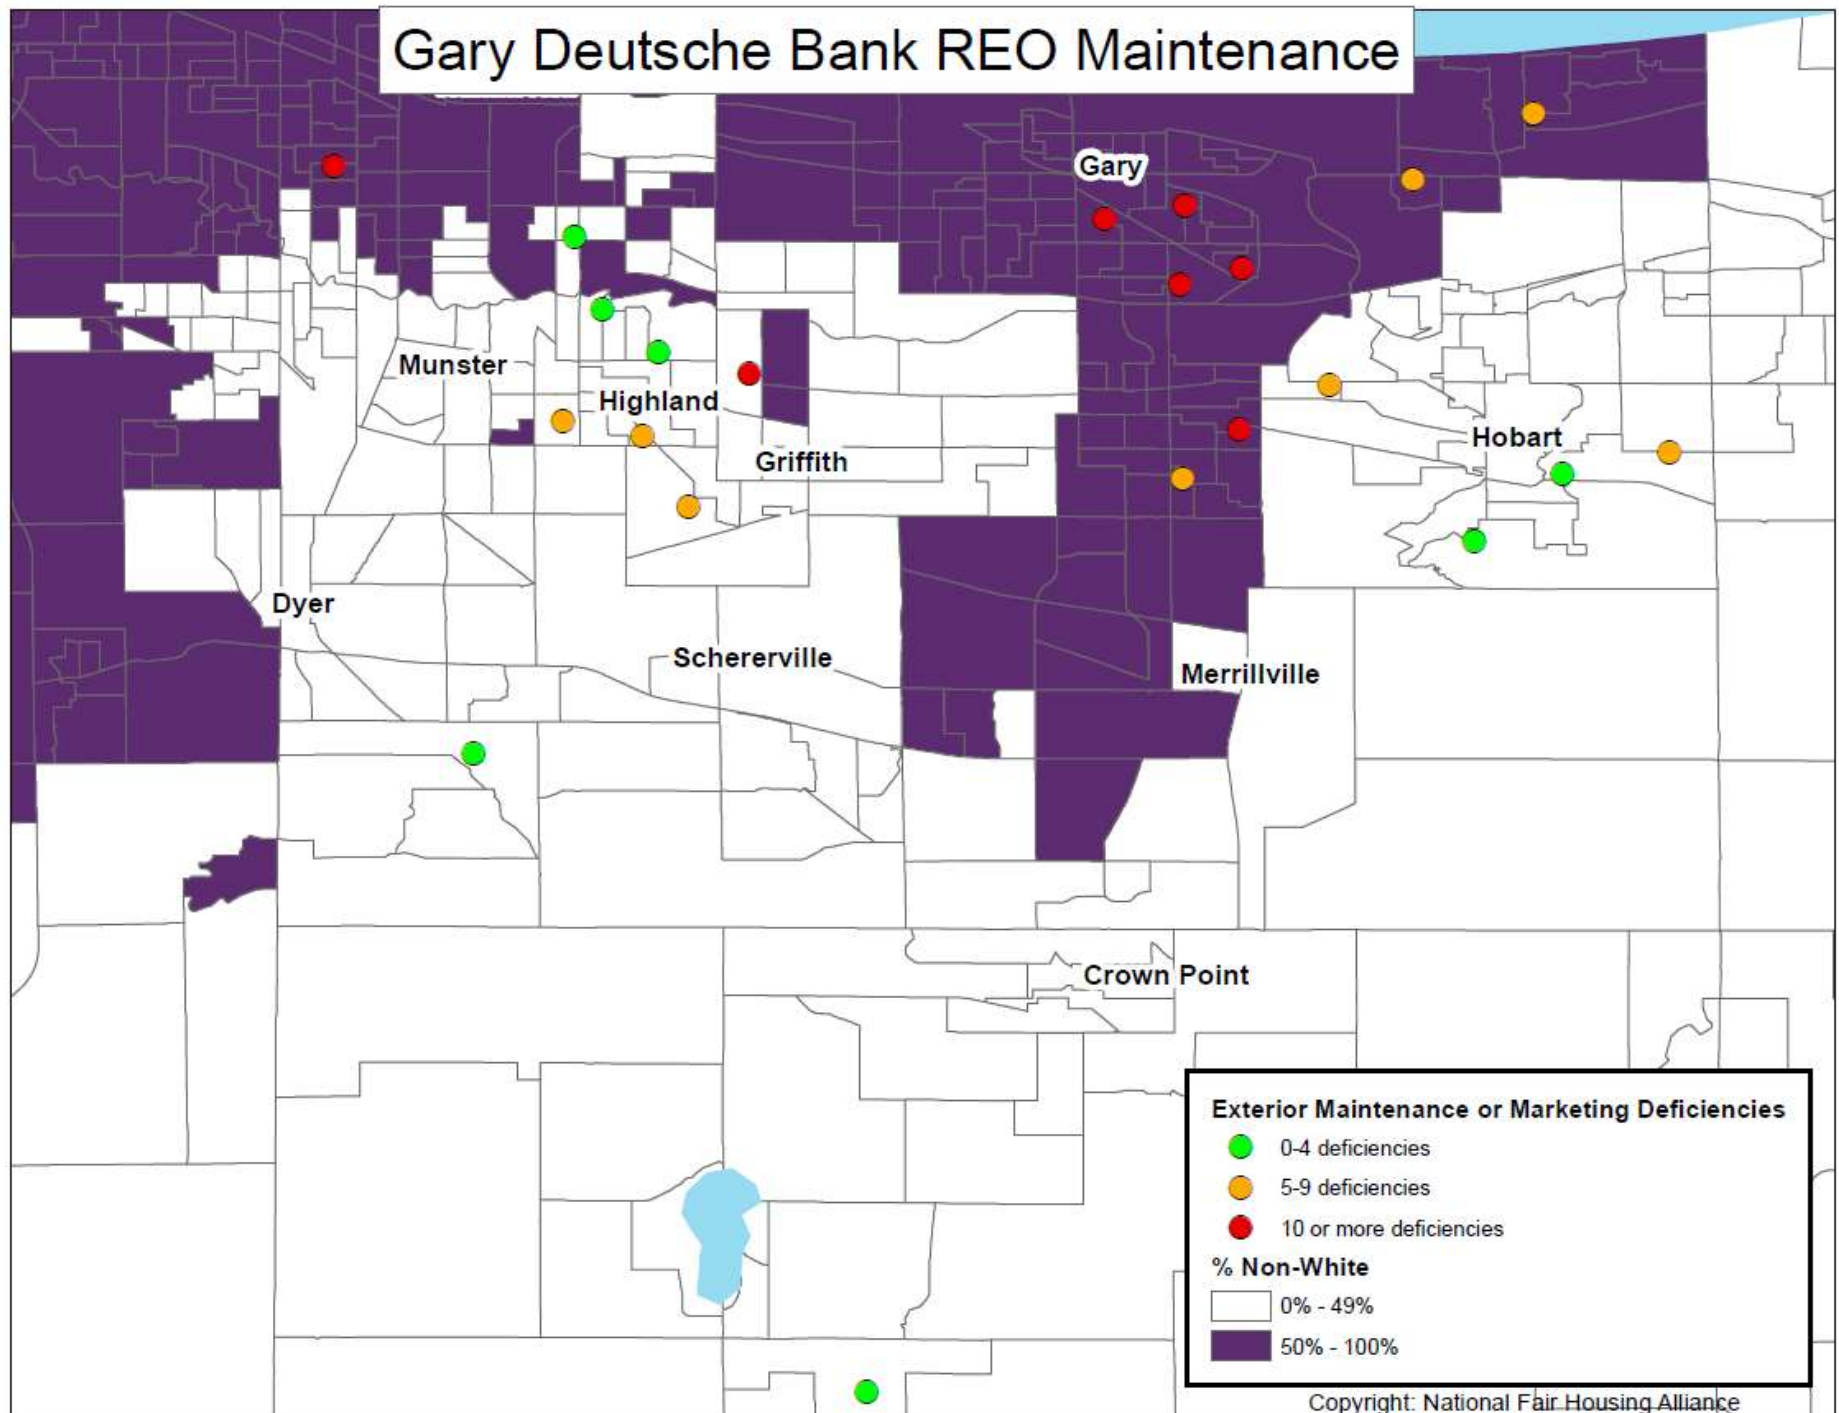 Gary Deutsche Bank REO Maintenance
Gary
Munster
Highland
Hobart
Griffith
Dyer
Schererville
Merrillville
Crown Point
Exterior Maintenance or Marketing Deficiencies
0-4 deficiencies
5-9 deficiencies
10 or more deficiencies
% Non-White
0% - 49%
50% - 100%
Copyright: National Fair Housing Alliance